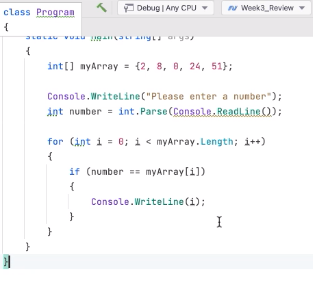 class Program
Debug | Any CPU
Week3_Review
{
static void Main(string[] args)
{
int[] myArray = {2, 8, 0, 24, 51};
Console.WriteLine("Please enter a number");
int number = int.Parse(Console.ReadLine());
for (int i = 0; i < myArray.Length; i++)
{
if (number == myArray[i])
{
Console.WriteLine(i);
}
}
}
}